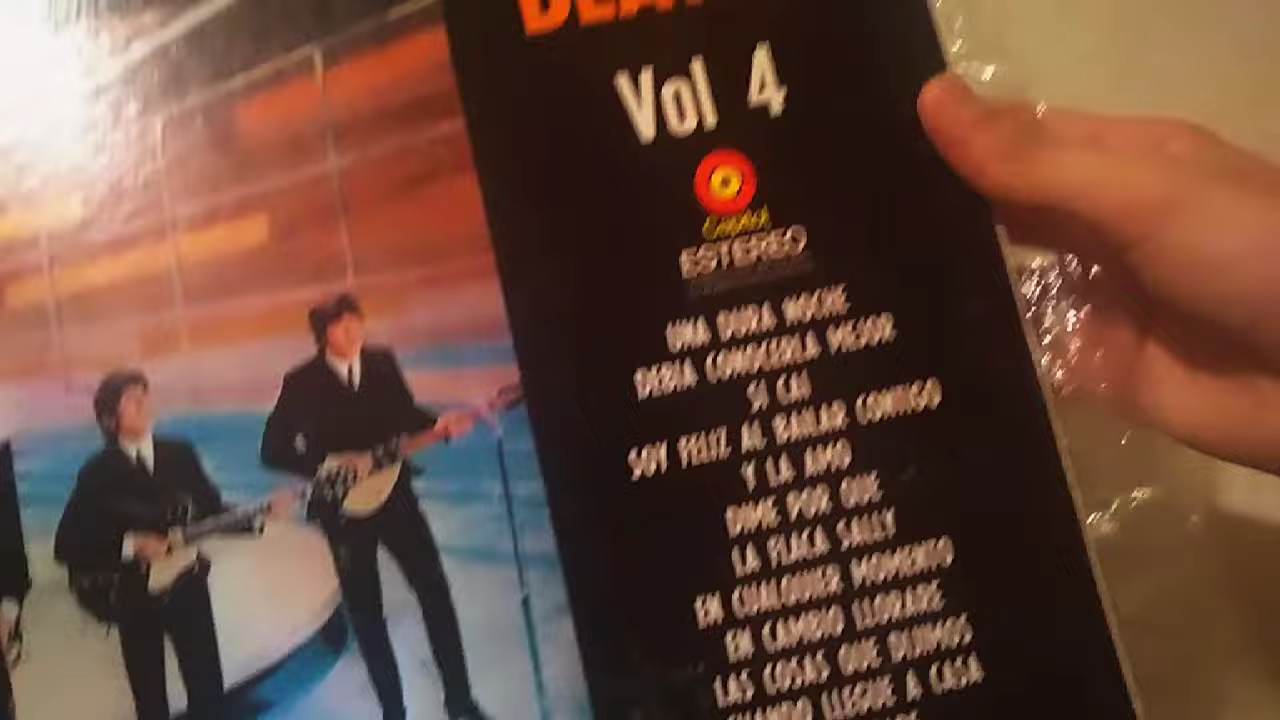 Vol 4
ESTEREO
UNA DURA NOCHE
DEBIA CONOCERLA MEJOR
SI CAI
SOY FELIZ AL BAILAR CONTIGO
Y LA AMO
DIME POR QUE
LA FLACA SALLY
EN CUALQUIER MOMENTO
EN CAMBIO LLORARE
LAS COSAS QUE DIJIMOS
CUANDO LLEGUE A CASA